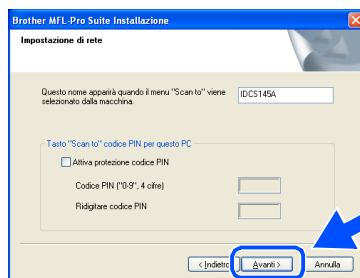 Brother MFL-Pro Suite Installazione
Impostazione di rete
Questo nome apparirà quando il menu "Scan to" viene
selezionato dalla macchina.
IDCS145A
Tasto "Scan to" codice PIN per questo PC
Attiva protezione codice PIN
Codice PIN ("0-9", 4 cifre)
Ridigitare codice PIN
< Indietro
Avanti >
Annulla